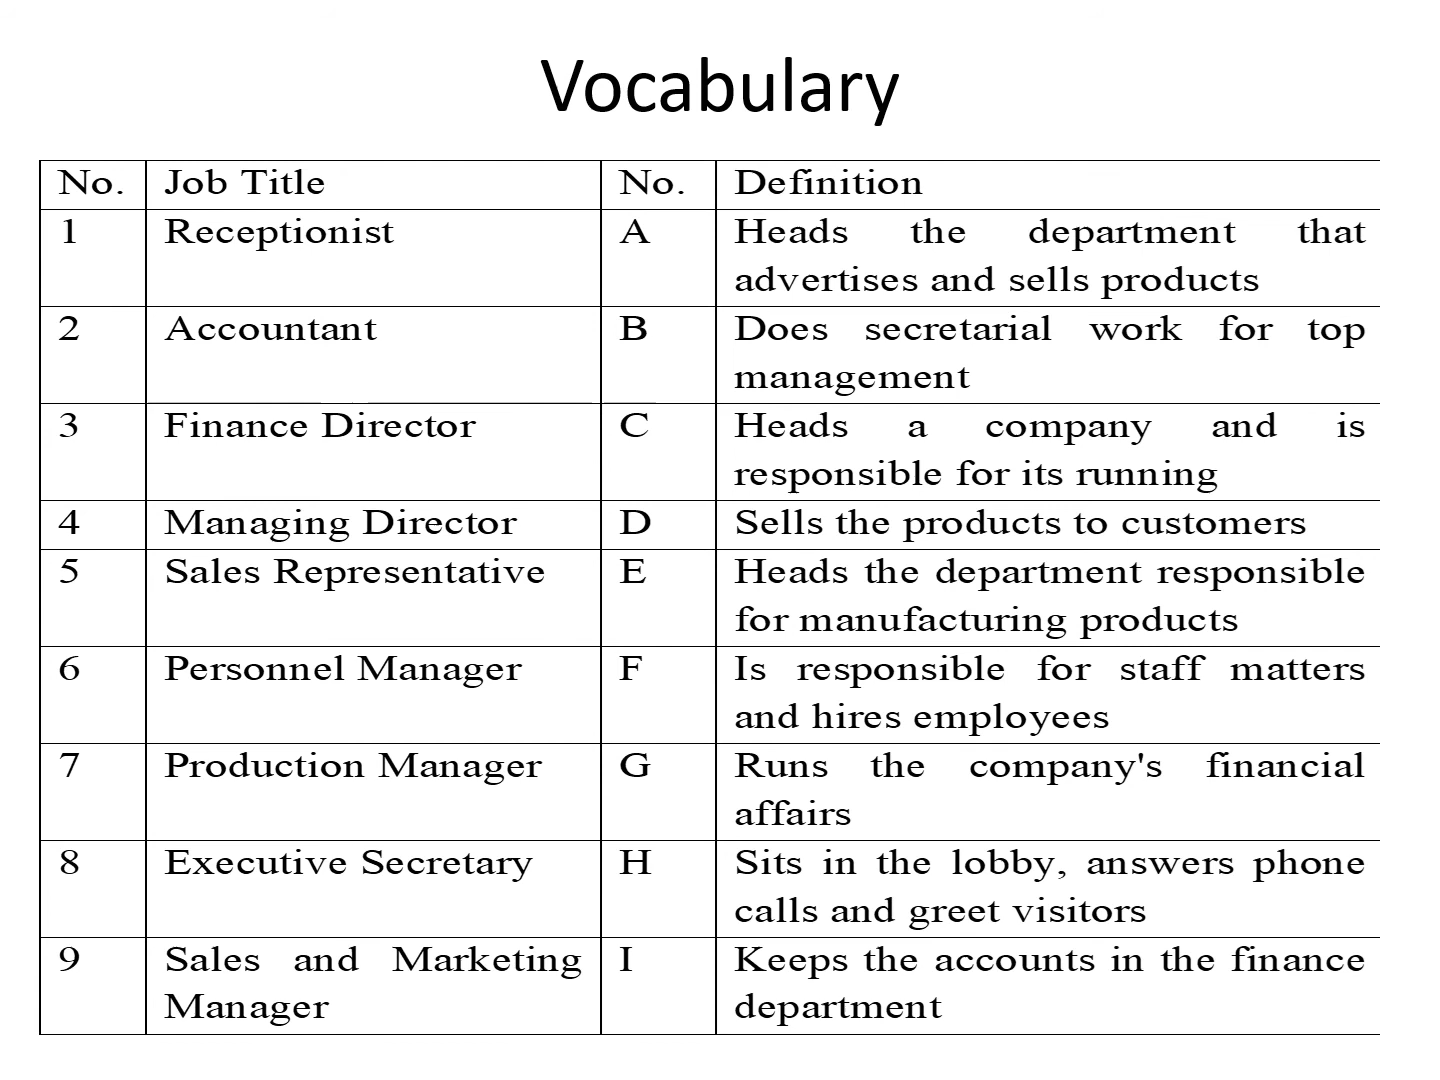 Vocabulary
No. Job Title No. Definition
1 Receptionist A Heads the department that
advertises and sells products
2 Accountant B Does secretarial work for top
management
3 Finance Director C Heads a company and is
responsible for its running
4 Managing Director D Sells the products to customers
5 Sales Representative E Heads the department responsible
for manufacturing products
6 Personnel Manager F Is responsible for staff matters
and hires employees
7 Production Manager G Runs the company's financial
affairs
8 Executive Secretary H Sits in the lobby, answers phone
calls and greet visitors
9 Sales and Marketing I Keeps the accounts in the finance
Manager department